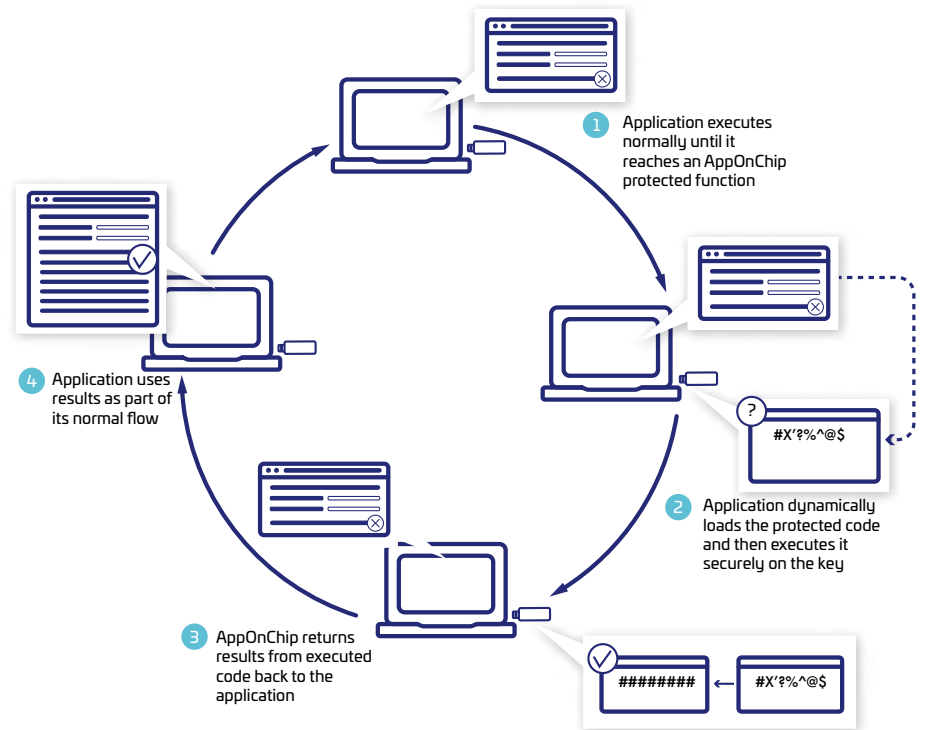 1
Application executes
normally until it
reaches an AppOnChip
protected function
?
#X'?%^@$
2
Application dynamically
loads the protected code
and then executes it
securely on the key
3
AppOnChip returns
results from executed
code back to the
application
######## 
#X'?%^@$
4
Application uses
results as part of
its normal flow